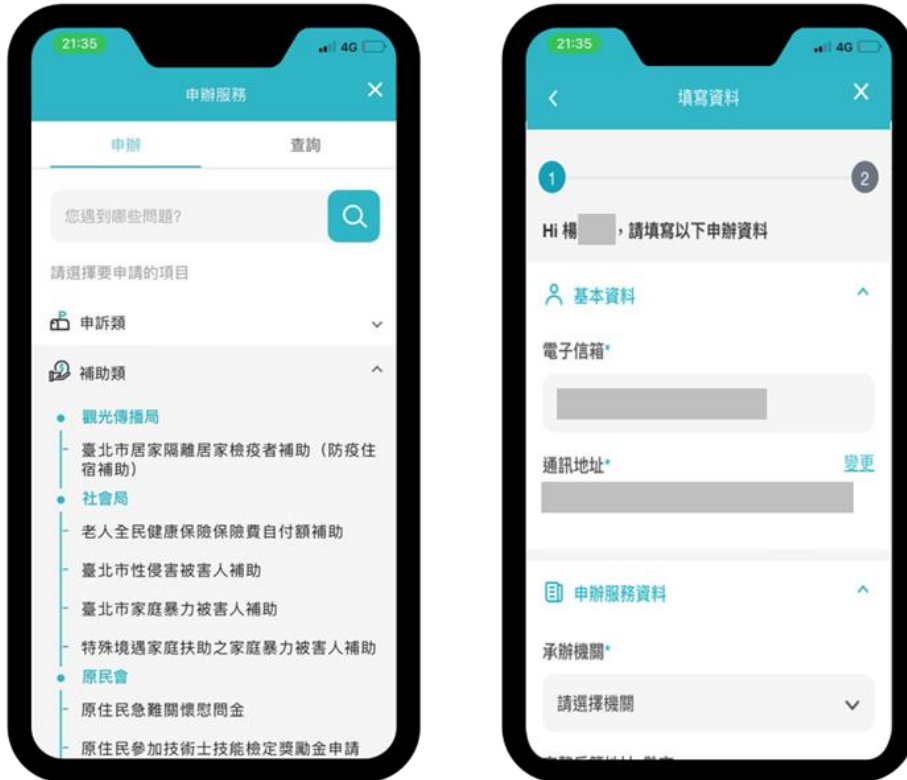 21:35
4G
申辦服務
申辦
查詢
您遇到哪些問題?
請選擇要申請的項目
申訴類
補助類
觀光傳播局
臺北市居家隔離居家檢疫者補助（防疫住
宿補助）
社會局
老人全民健康保險保險費自付額補助
臺北市性侵害被害人補助
臺北市家庭暴力被害人補助
特殊境遇家庭扶助之家庭暴力被害人補助
原民會
原住民急難關懷慰問金
原住民參加技術士技能檢定獎勵金申請
21:35
4G
填寫資料
1
2
Hi 楊 ，請填寫以下申辦資料
基本資料
電子信箱*
通訊地址*
變更
申辦服務資料
承辦機關*
請選擇機關